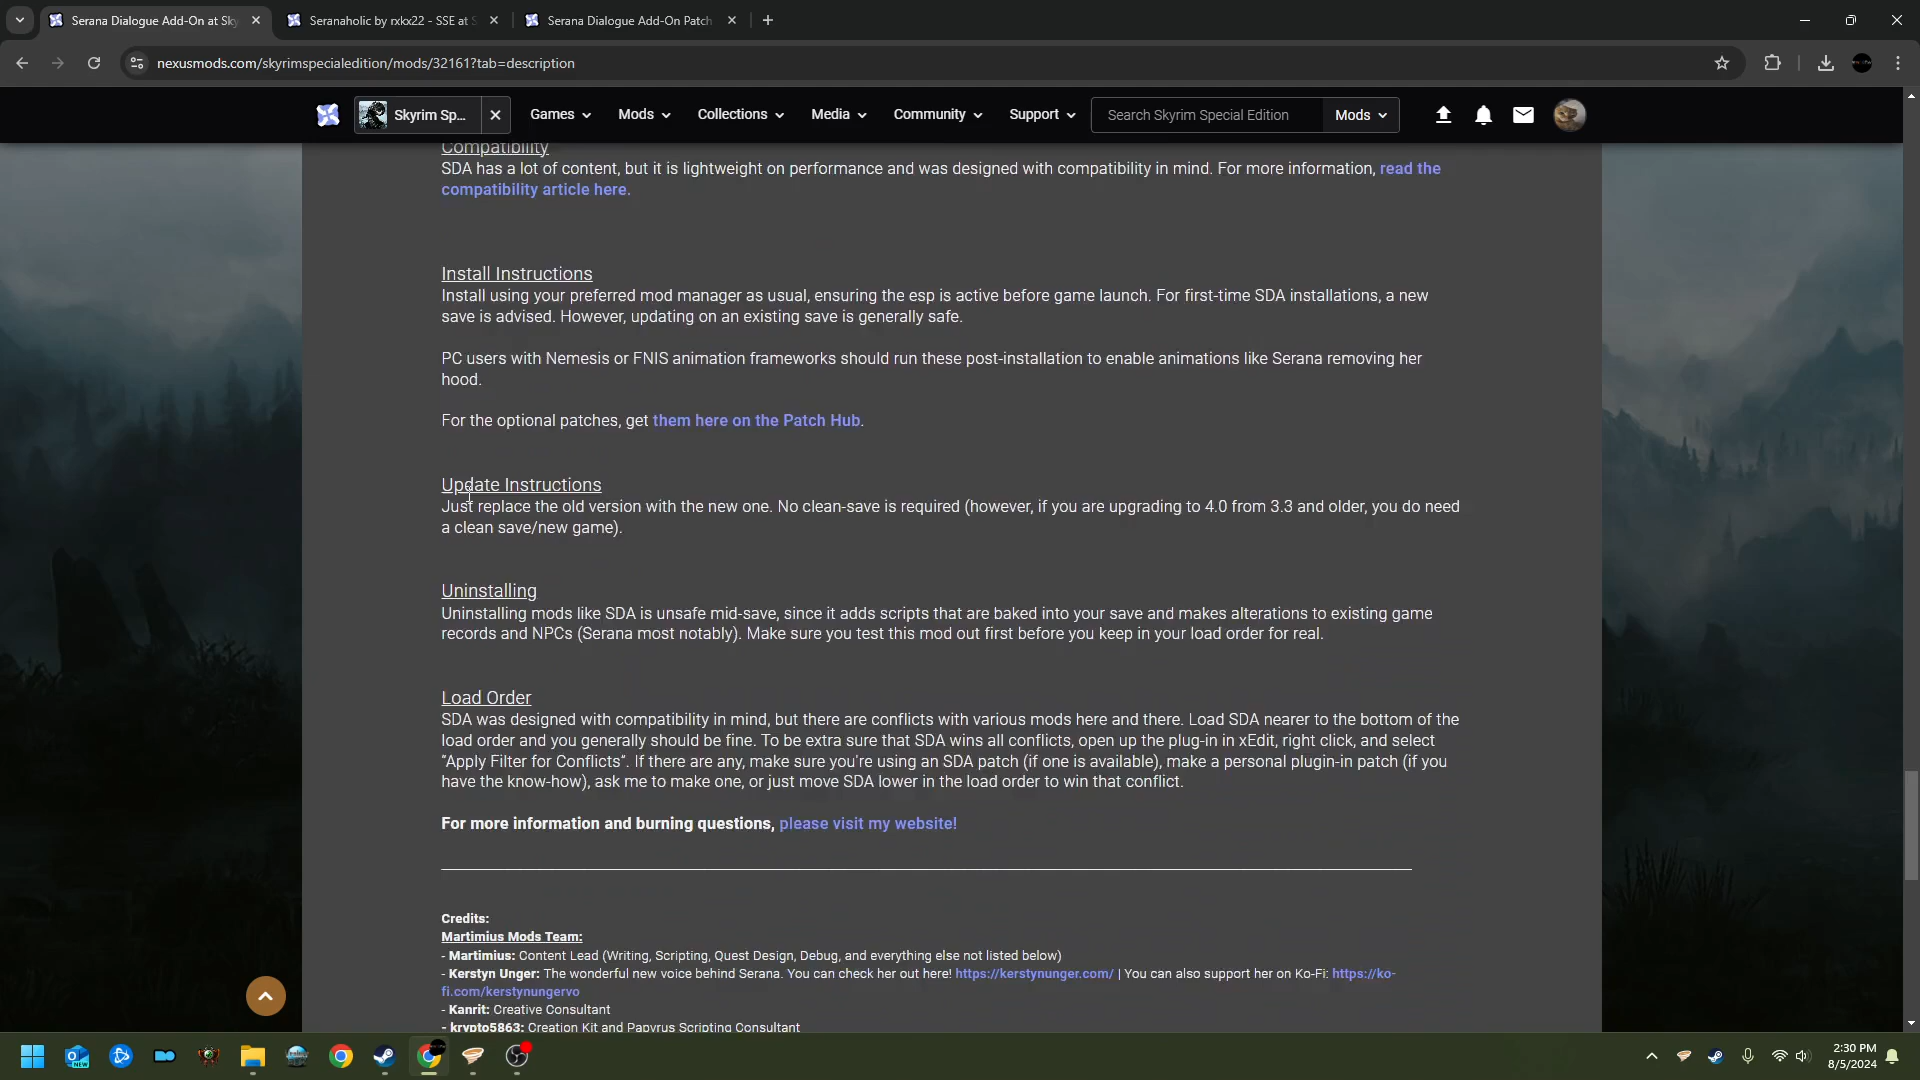 Serana Dialogue Add-On at Sky
Seranaholic by rxkx22 - SSE at S
Serana Dialogue Add-On Patch
nexusmods.com/skyrimspecialedition/mods/32161?tab=description
Skyrim Sp...
Games
Mods
Collections
Media
Community
Support
Search Skyrim Special Edition
Mods
Compatibility
SDA has a lot of content, but it is lightweight on performance and was designed with compatibility in mind. For more information, read the
compatibility article here.
Install Instructions
Install using your preferred mod manager as usual, ensuring the esp is active before game launch. For first-time SDA installations, a new
save is advised. However, updating on an existing save is generally safe.
PC users with Nemesis or FNIS animation frameworks should run these post-installation to enable animations like Serana removing her
hood.
For the optional patches, get them here on the Patch Hub.
Update Instructions
Just replace the old version with the new one. No clean-save is required (however, if you are upgrading to 4.0 from 3.3 and older, you do need
a clean save/new game).
Uninstalling
Uninstalling mods like SDA is unsafe mid-save, since it adds scripts that are baked into your save and makes alterations to existing game
records and NPCs (Serana most notably). Make sure you test this mod out first before you keep in your load order for real.
Load Order
SDA was designed with compatibility in mind, but there are conflicts with various mods here and there. Load SDA nearer to the bottom of the
load order and you generally should be fine. To be extra sure that SDA wins all conflicts, open up the plug-in in xEdit, right click, and select
“Apply Filter for Conflicts”. If there are any, make sure you're using an SDA patch (if one is available), make a personal plugin-in patch (if you
have the know-how), ask me to make one, or just move SDA lower in the load order to win that conflict.
For more information and burning questions, please visit my website!
Credits:
Martimius Mods Team:
- Martimius: Content Lead (Writing, Scripting, Quest Design, Debug, and everything else not listed below)
- Kerstyn Unger: The wonderful new voice behind Serana. You can check her out here! https://kerstynunger.com/ | You can also support her on Ko-Fi: https://ko-
fi.com/kerstynungervo
- Kanrit: Creative Consultant
- krypto5863: Creation Kit and Papyrus Scripting Consultant
2:30 PM
8/5/2024